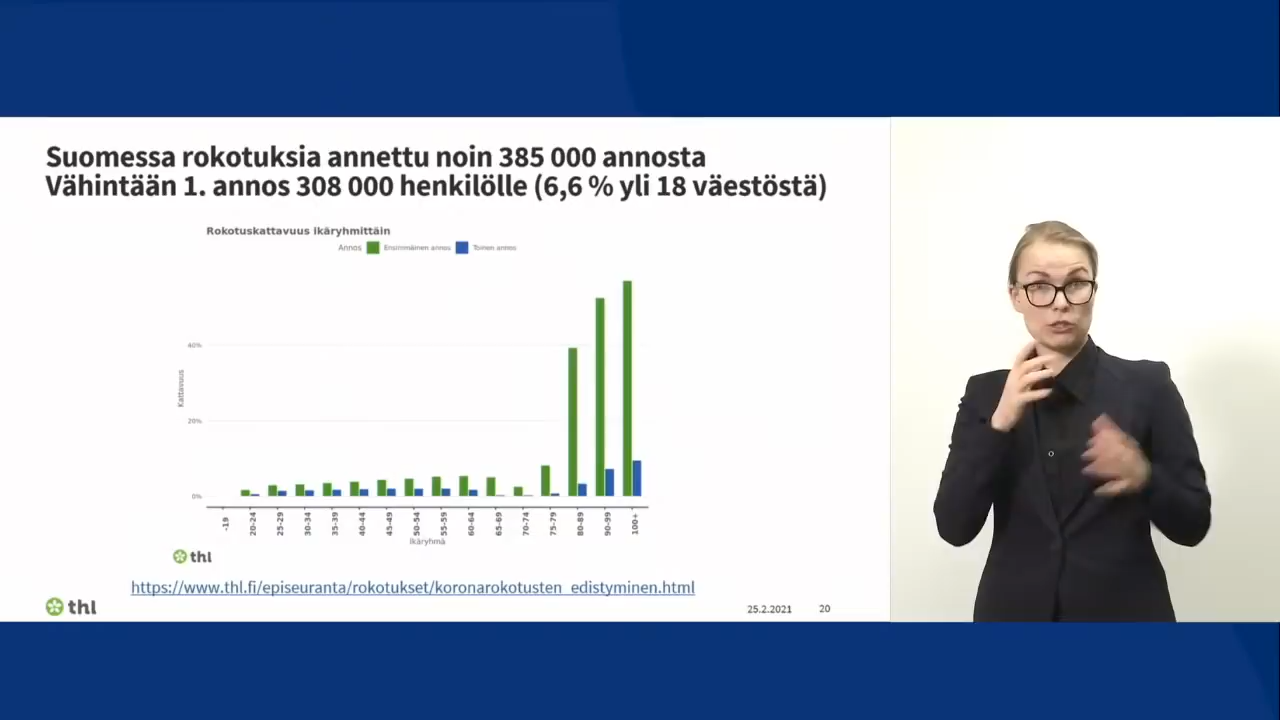 Suomessa rokotuksia annettu noin 385 000 annosta
Vähintään 1. annos 308 000 henkilölle (6,6 % yli 18 väestöstä)
Rokotuskattavuus ikäryhmittäin
Annos Ensimmäinen annos Toinen annos
Kattavuus
40%
20%
0%
-19 20-24 25-29 30-34 35-39 40-44 45-49 50-54 55-59 60-64 65-69 70-74 75-79 80-89 90-99 100+
Ikäryhmä
thl
https://www.thl.fi/episeuranta/rokotukset/koronarokotusten_edistyminen.html
thl
25.2.2021 20